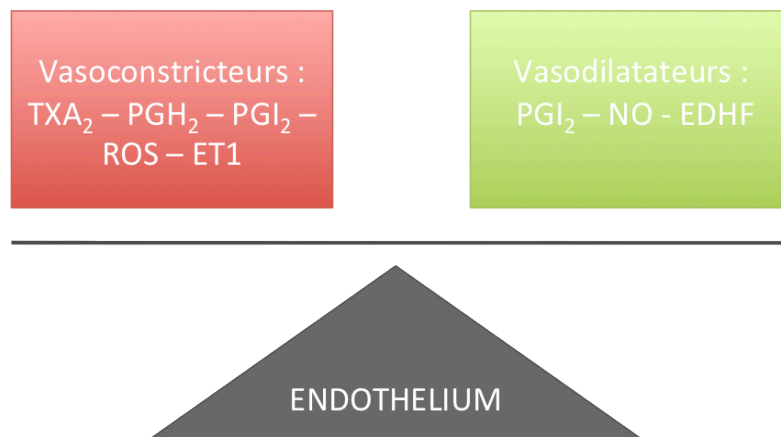 Vasoconstricteurs :
TXA₂ – PGH₂ – PGI₂ –
ROS – ET1
Vasodilatateurs :
PGI₂ – NO - EDHF
ENDOTHELIUM